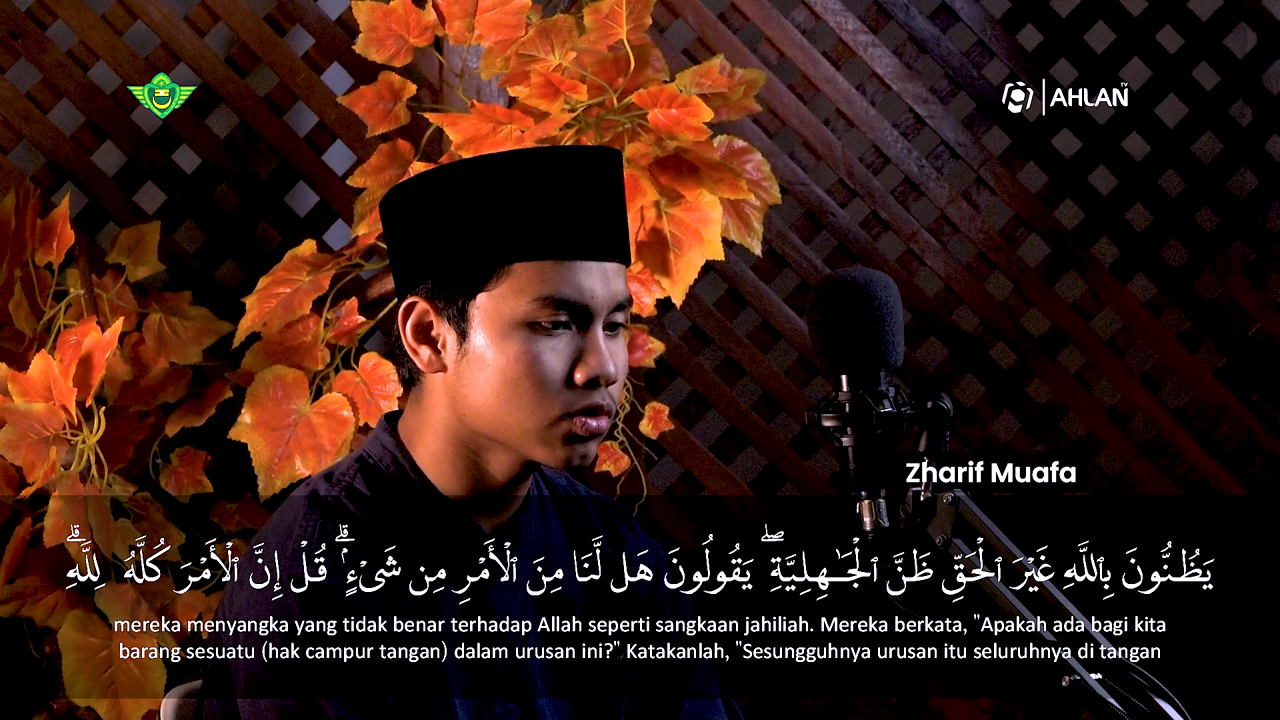 AHLAN TV
Zharif Muafa
يَظُنُّونَ بِٱللَّهِ غَيْرَ ٱلْحَقِّ ظَنَّ ٱلْجَـٰهِلِيَّةِ ۖ يَقُولُونَ هَل لَّنَا مِنَ ٱلْأَمْرِ مِن شَىْءٍ ۗ قُلْ إِنَّ ٱلْأَمْرَ كُلَّهُۥ لِلَّهِ ۗ
mereka menyangka yang tidak benar terhadap Allah seperti sangkaan jahiliah. Mereka berkata, "Apakah ada bagi kita
barang sesuatu (hak campur tangan) dalam urusan ini?" Katakanlah, "Sesungguhnya urusan itu seluruhnya di tangan